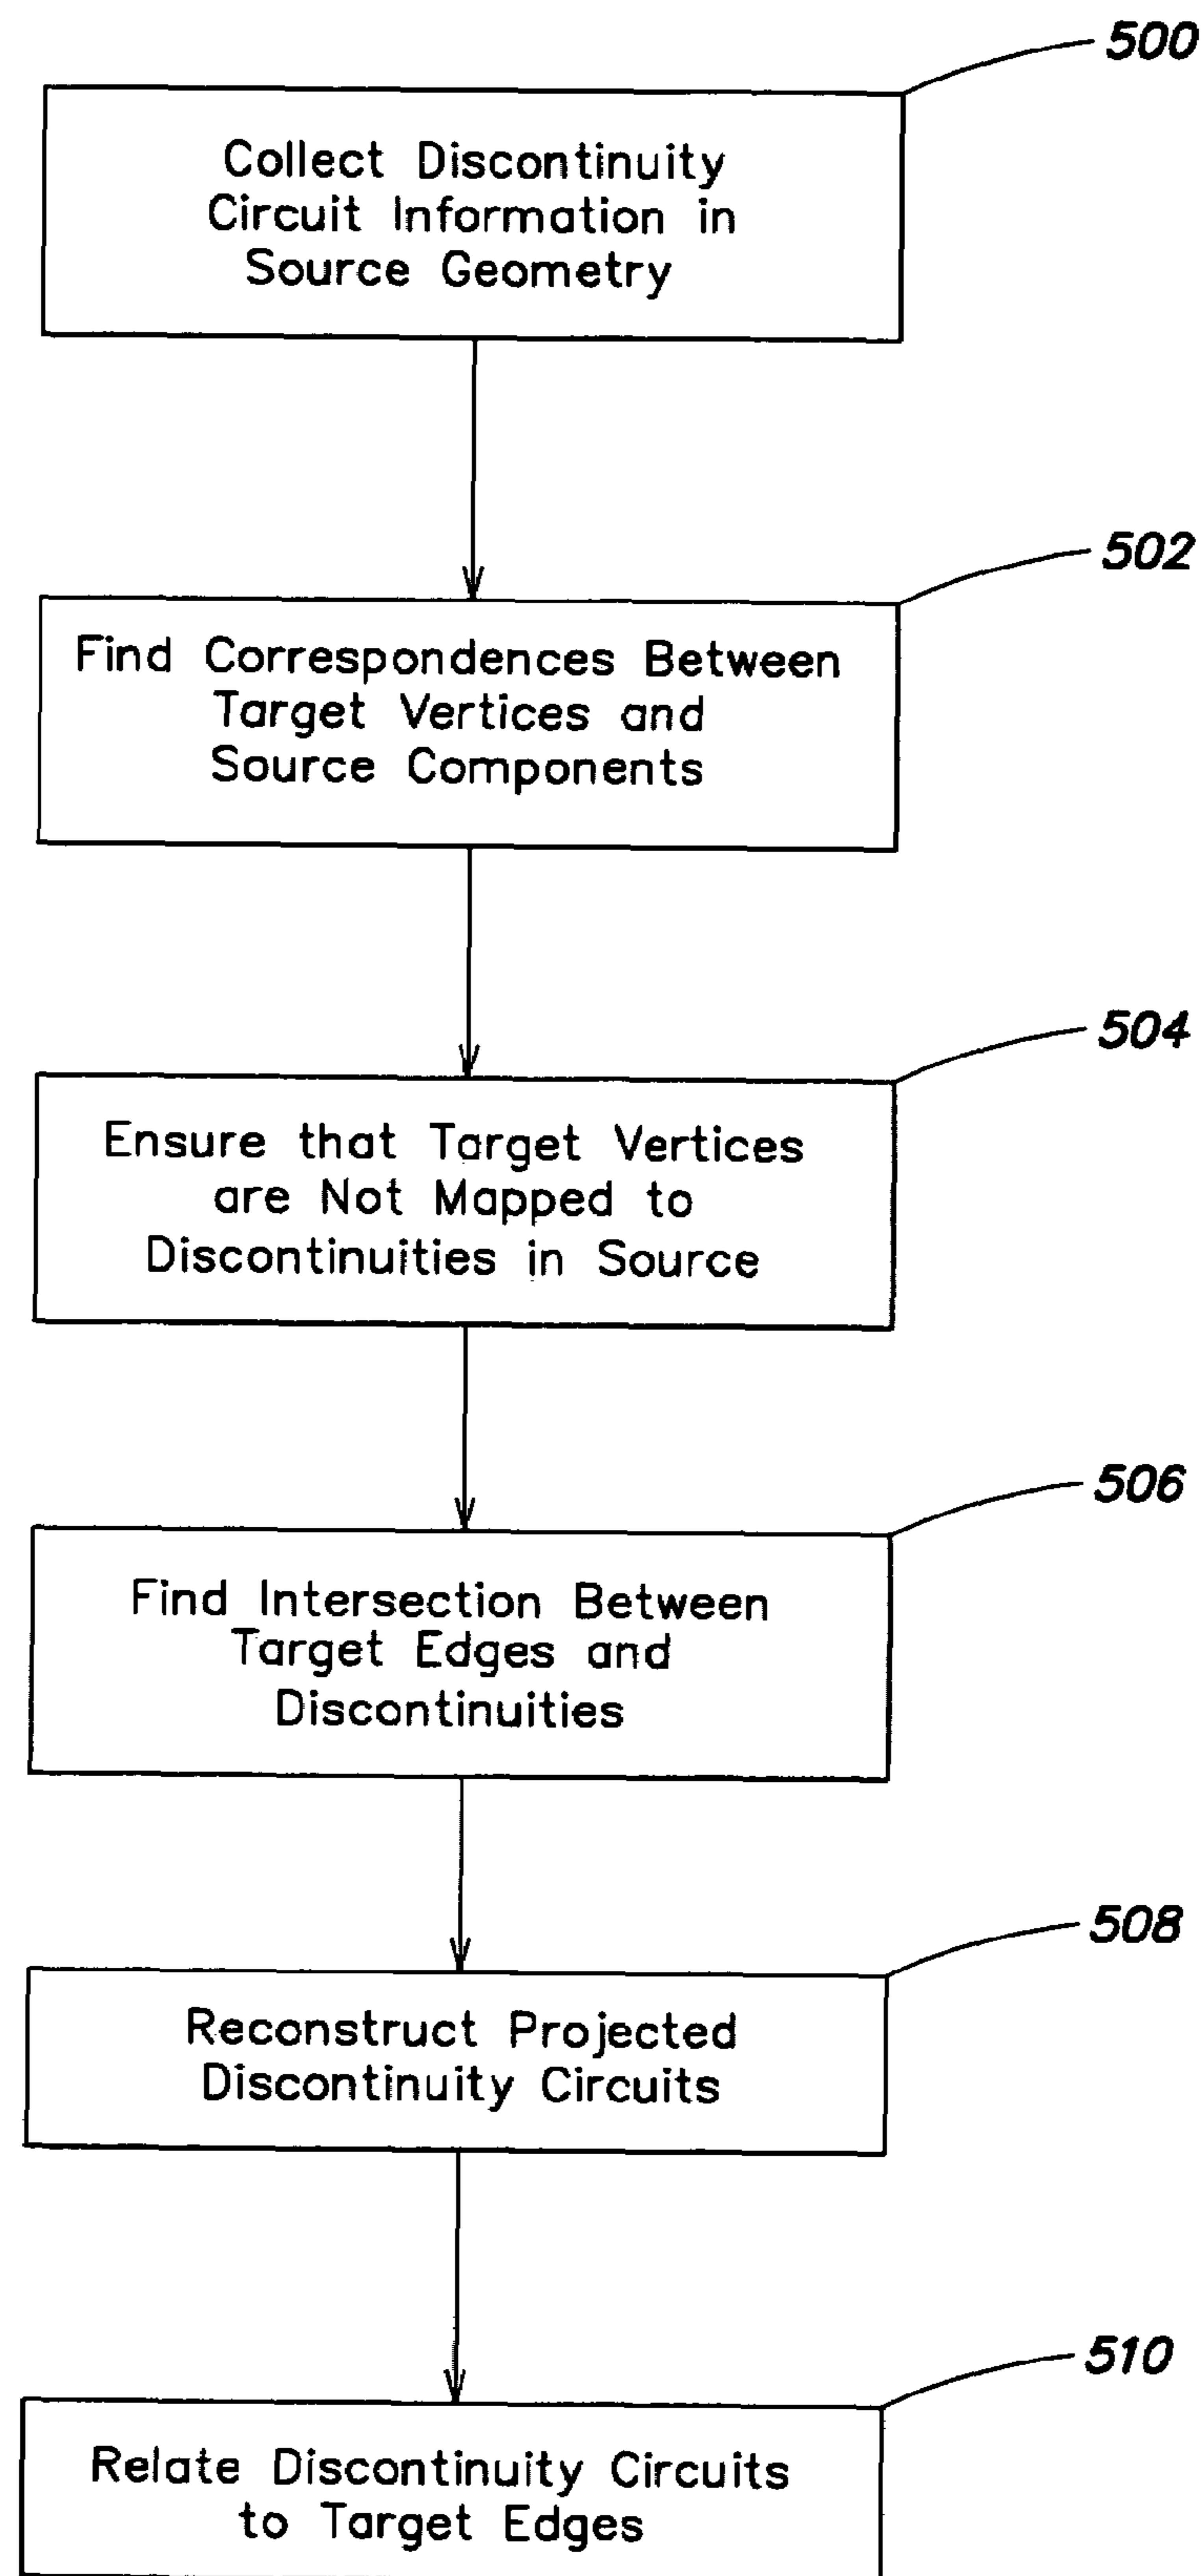 500
Collect Discontinuity
Circuit Information in
Source Geometry
502
Find Correspondences Between
Target Vertices and
Source Components
504
Ensure that Target Vertices
are Not Mapped to
Discontinuities in Source
506
Find Intersection Between
Target Edges and
Discontinuities
508
Reconstruct Projected
Discontinuity Circuits
510
Relate Discontinuity Circuits
to Target Edges